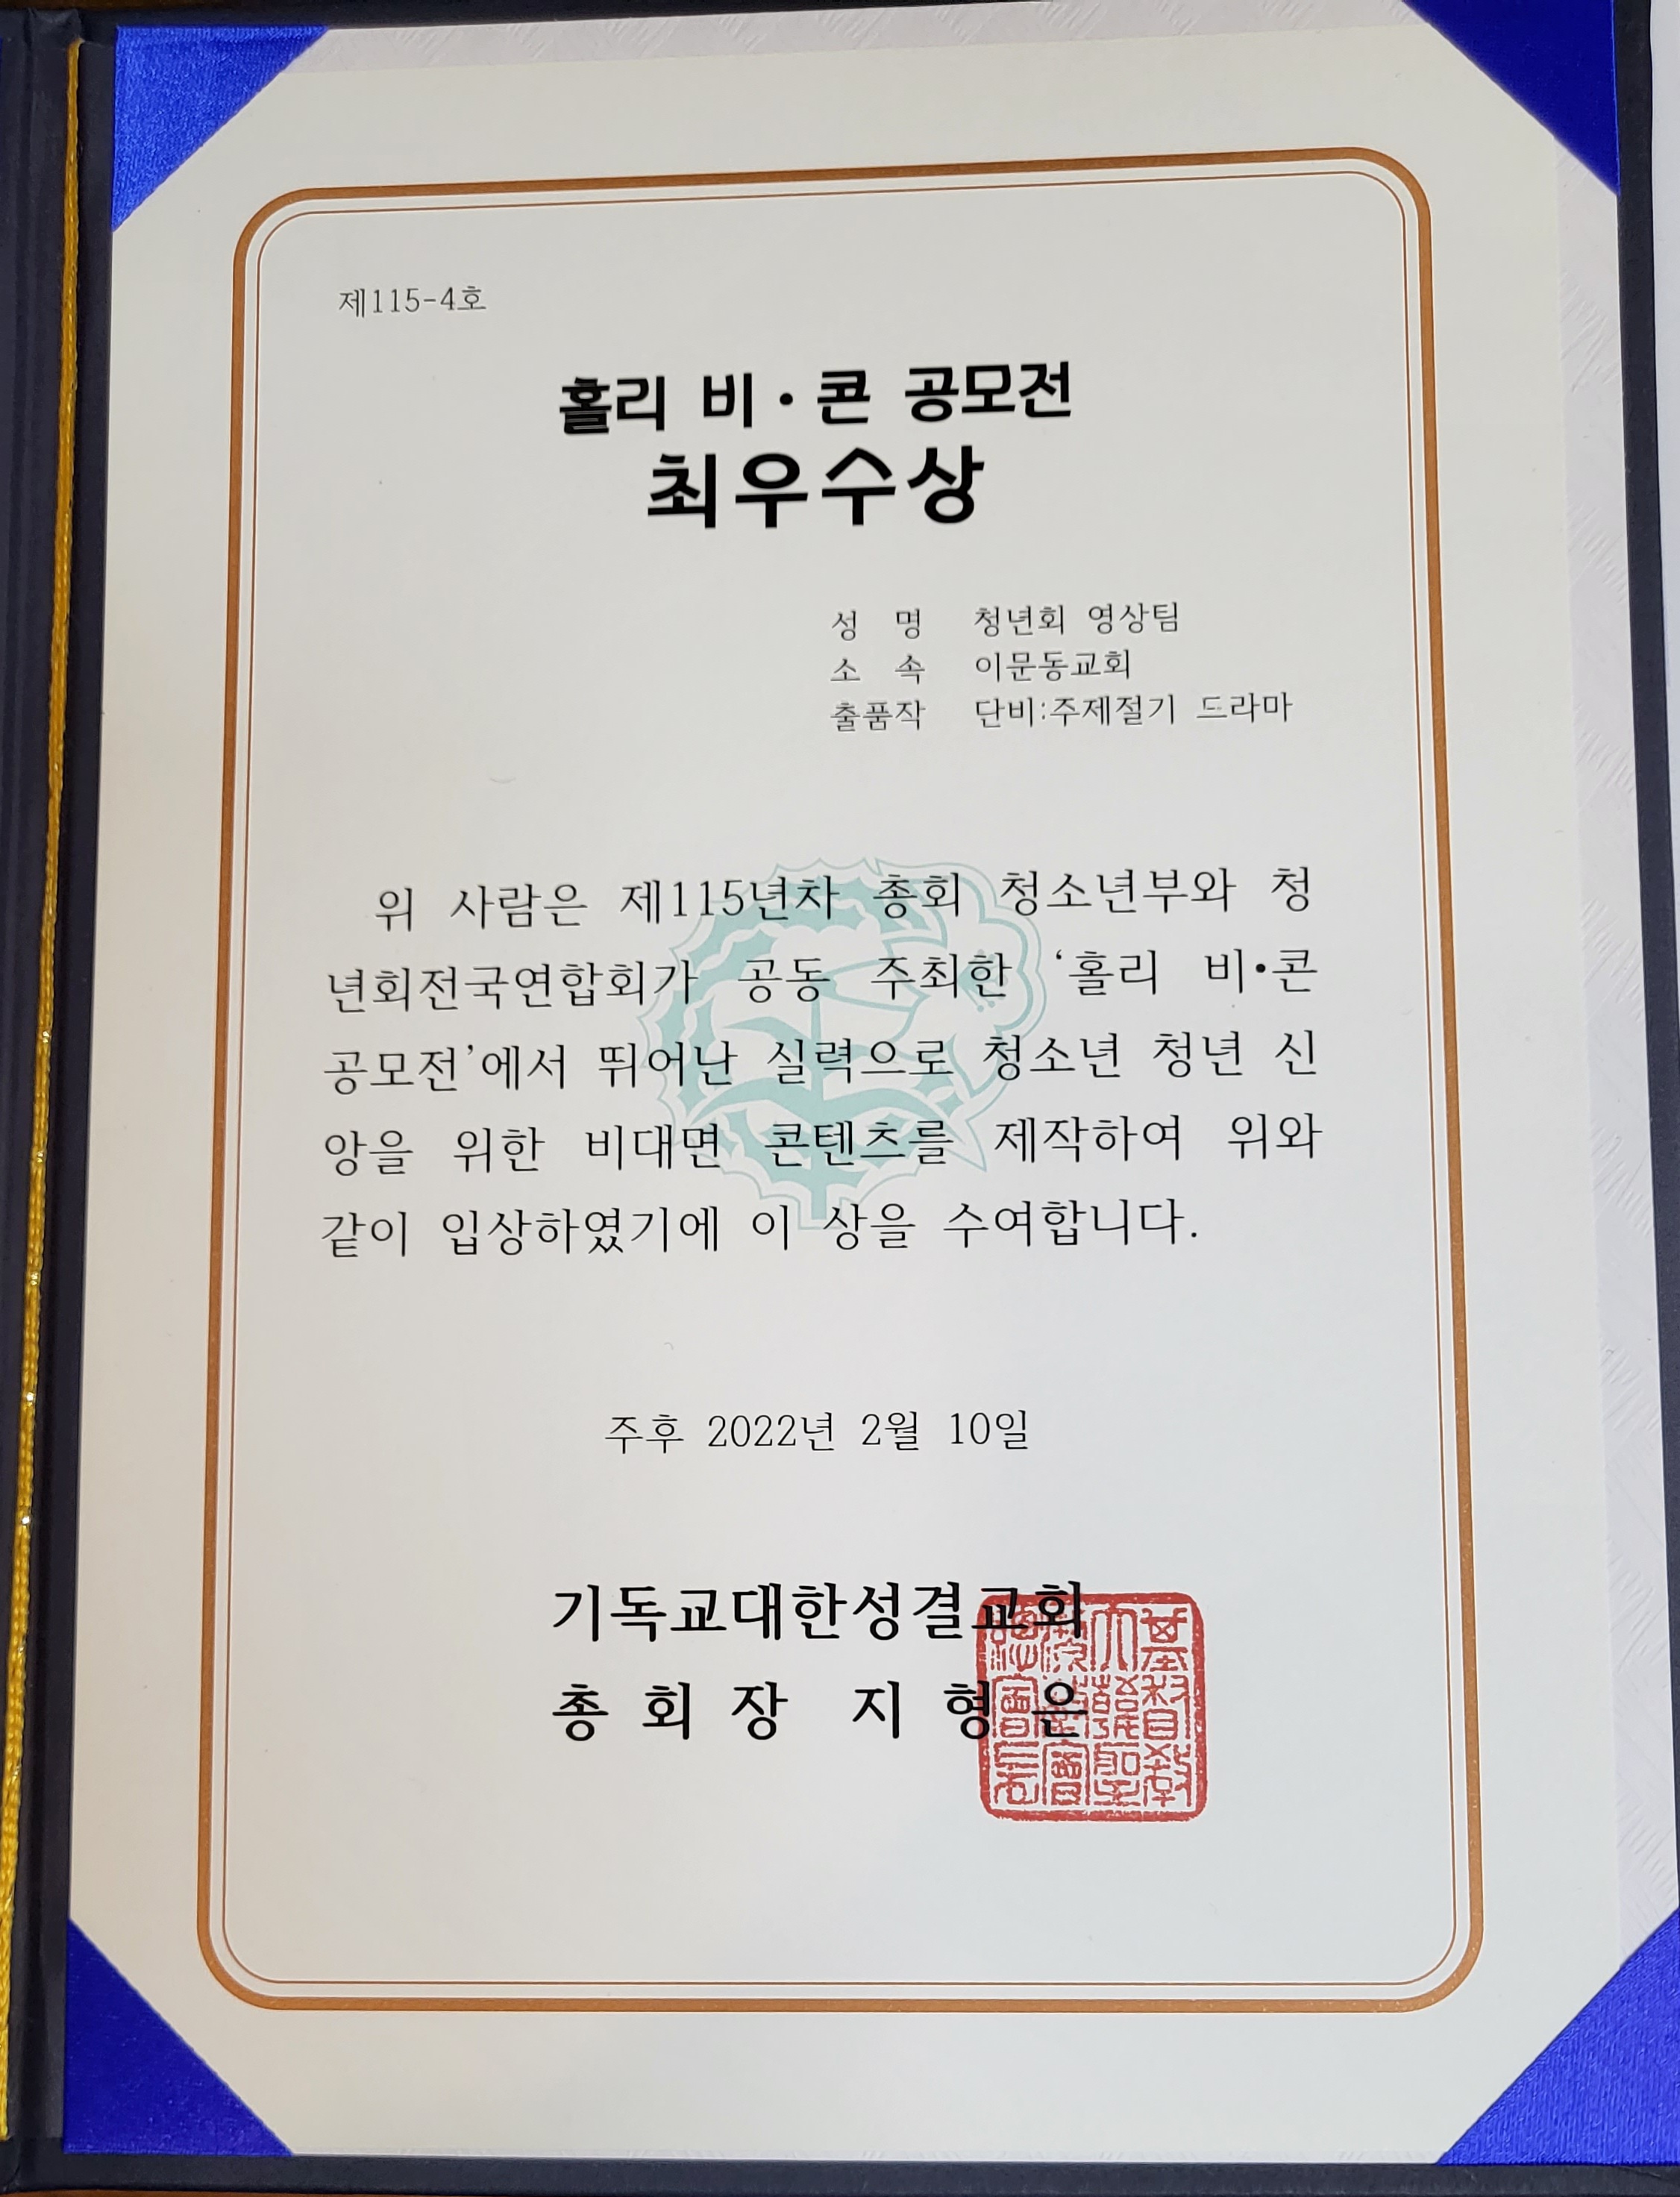 제115-4호
홀리 비·콘 공모전
최우수상
성 명 청년회 영상팀
소 속 이문동교회
출품작 단비:주제절기 드라마
위 사람은 제115년차 총회 청소년부와 청
년회전국연합회가 공동 주최한 ‘홀리 비·콘
공모전’에서 뛰어난 실력으로 청소년 청년 신
앙을 위한 비대면 콘텐츠를 제작하여 위와
같이 입상하였기에 이 상을 수여합니다.
주후 2022년 2월 10일
기독교대한성결교회
총 회 장 지 형 은